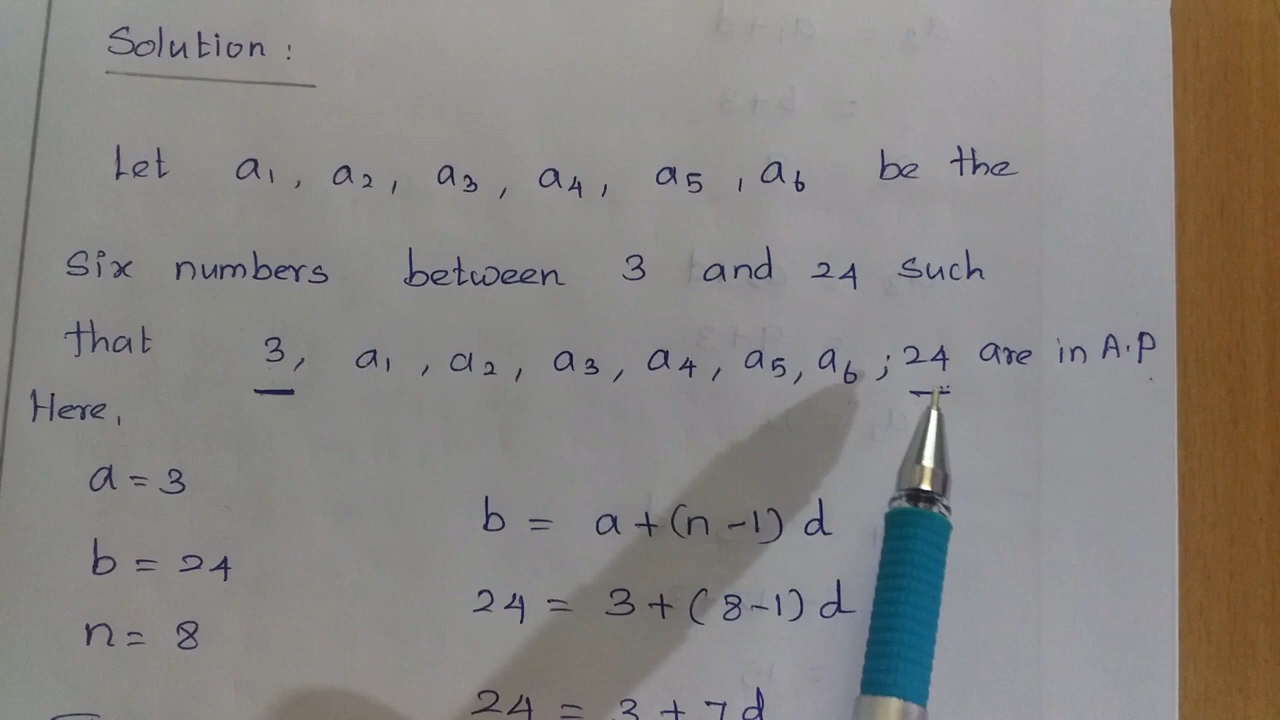 Solution :
Let a1, a2, a3, a4, a5, a6 be the
six numbers between 3 and 24 such
that 3, a1, a2, a3, a4, a5, a6; 24 are in A.P.
Here,
a = 3
b = a + (n - 1) d
b = 24
24 = 3 + (8-1) d
n = 8
24 = 3 + 7d